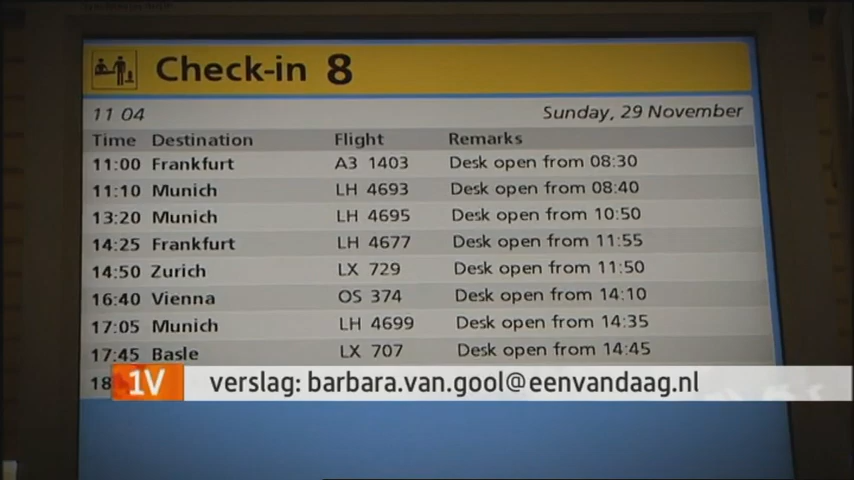 Check-in 8
11 04 Sunday, 29 November
Time Destination Flight Remarks
11:00 Frankfurt A3 1403 Desk open from 08:30
11:10 Munich LH 4693 Desk open from 08:40
13:20 Munich LH 4695 Desk open from 10:50
14:25 Frankfurt LH 4677 Desk open from 11:55
14:50 Zurich LX 729 Desk open from 11:50
16:40 Vienna OS 374 Desk open from 14:10
17:05 Munich LH 4699 Desk open from 14:35
17:45 Basle LX 707 Desk open from 14:45
18
1V verslag: barbara.van.gool@eenvandaag.nl